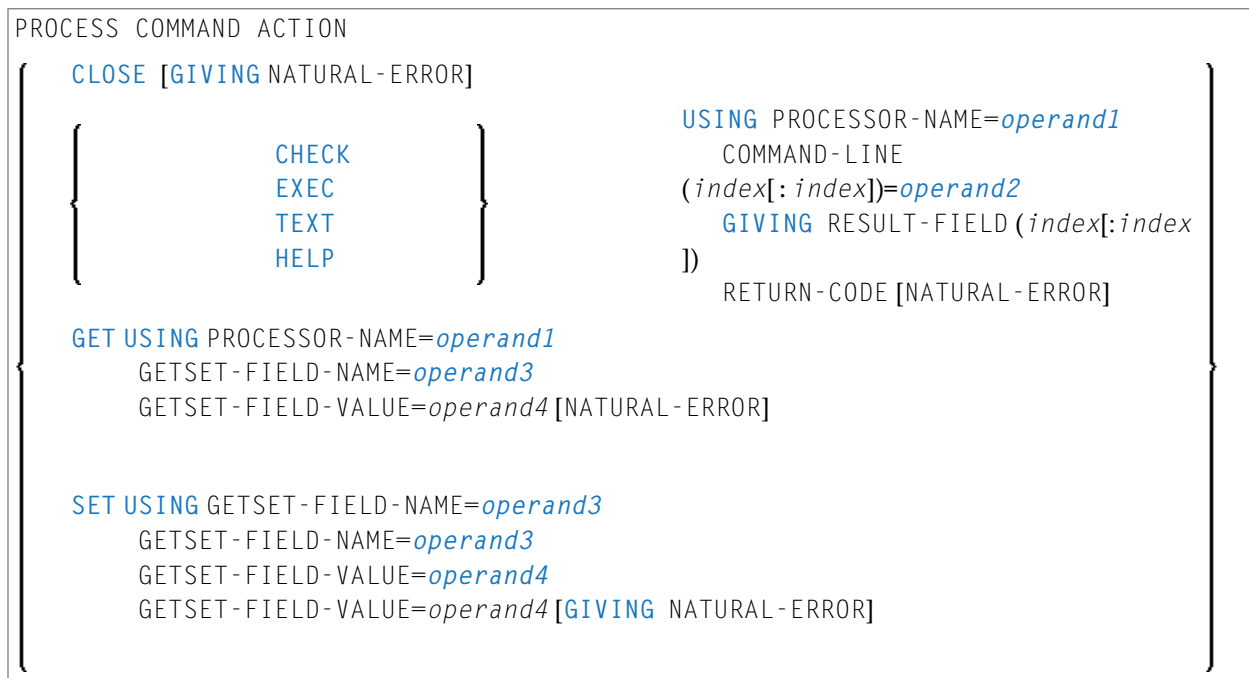 PROCESS COMMAND ACTION
CLOSE [GIVING NATURAL-ERROR]
CHECK
EXEC
TEXT
HELP
USING PROCESSOR-NAME=operand1
COMMAND-LINE
(index[:index])=operand2
GIVING RESULT-FIELD (index[:index
])
RETURN-CODE [NATURAL-ERROR]
GET USING PROCESSOR-NAME=operand1
GETSET-FIELD-NAME=operand3
GETSET-FIELD-VALUE=operand4 [NATURAL-ERROR]
SET USING GETSET-FIELD-NAME=operand3
GETSET-FIELD-NAME=operand3
GETSET-FIELD-VALUE=operand4
GETSET-FIELD-VALUE=operand4 [GIVING NATURAL-ERROR]